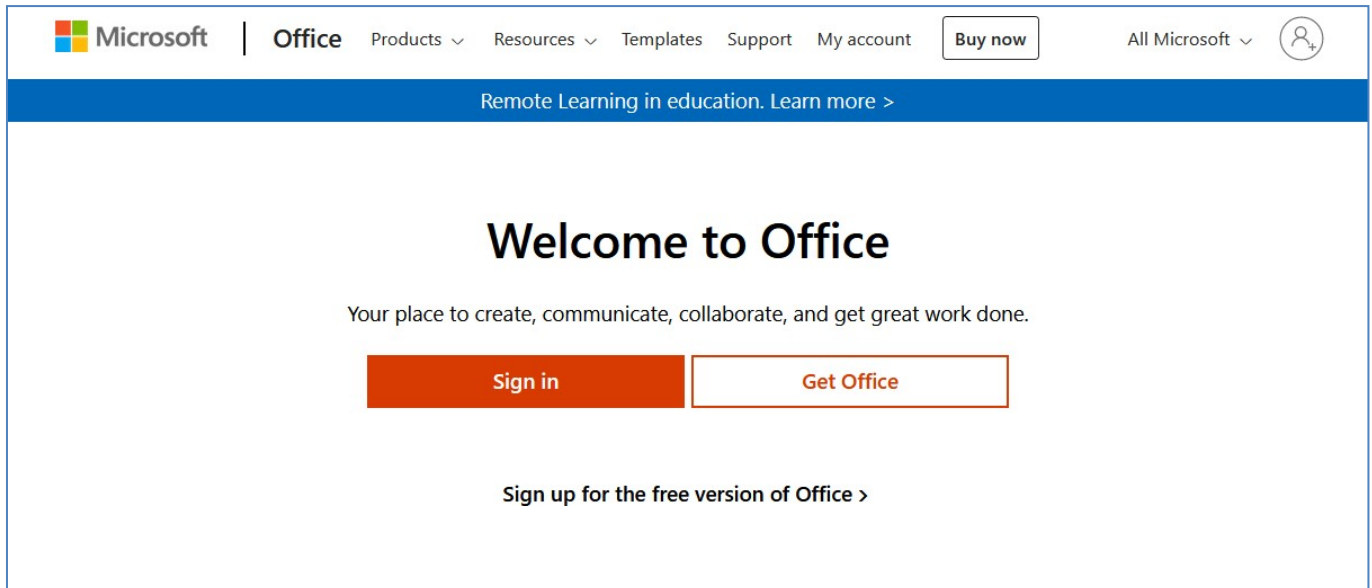 Microsoft Office Products Resources Templates Support My account Buy now All Microsoft
Remote Learning in education. Learn more >
Welcome to Office
Your place to create, communicate, collaborate, and get great work done.
Sign in Get Office
Sign up for the free version of Office >